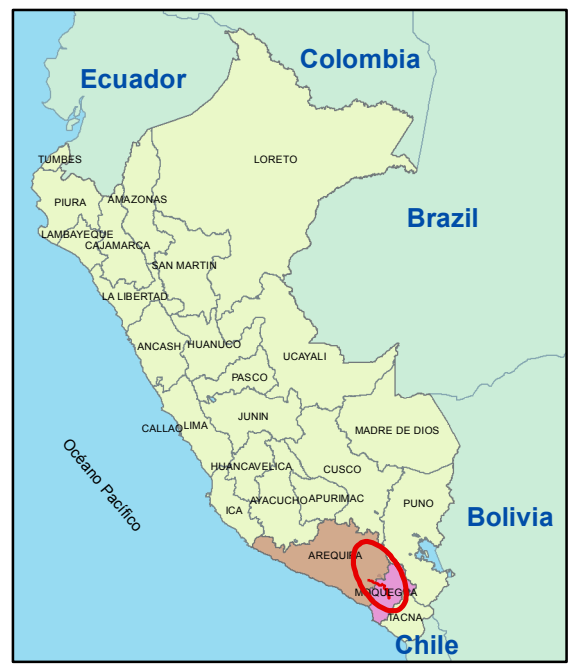 Colombia
Ecuador
TUMBES
LORETO
PIURA
AMAZONAS
Brazil
LAMBAYEQUE
CAJAMARCA
SAN MARTIN
LA LIBERTAD
ANCASH
HUANUCO
UCAYALI
PASCO
CALLAO
LIMA
JUNIN
MADRE DE DIOS
Océano Pacífico
HUANCAVELICA
CUSCO
ICA
AYACUCHO
APURIMAC
PUNO
Bolivia
AREQUIPA
MOQUEGUA
TACNA
Chile